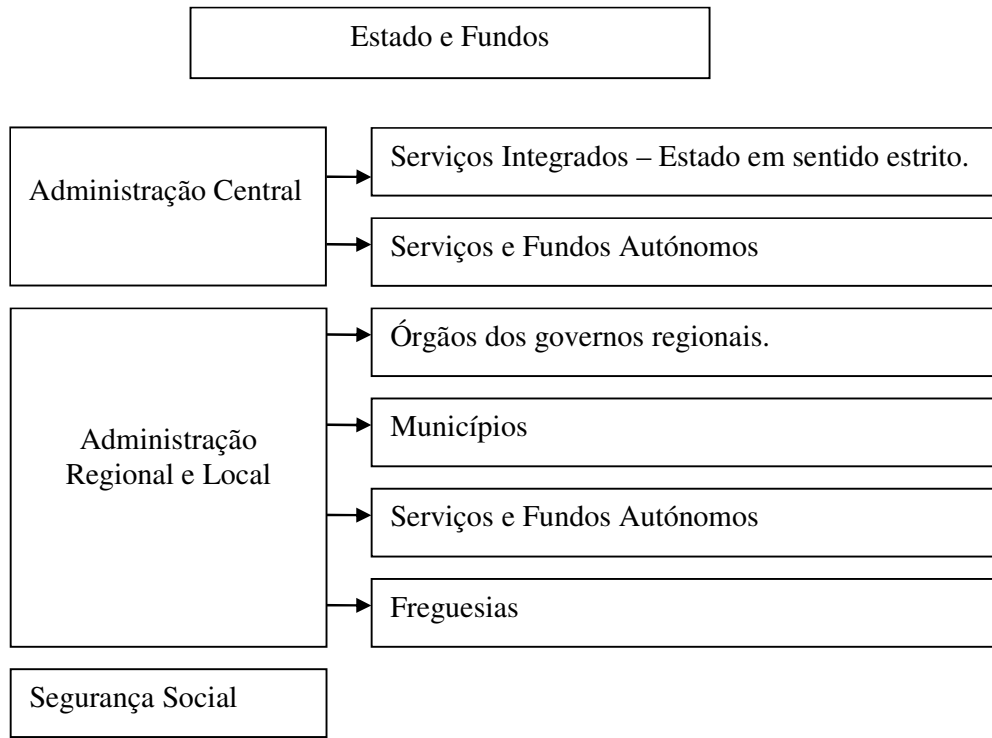 Estado e Fundos
Administração Central
Serviços Integrados – Estado em sentido estrito.
Serviços e Fundos Autónomos
Administração
Regional e Local
Órgãos dos governos regionais.
Municípios
Serviços e Fundos Autónomos
Freguesias
Segurança Social